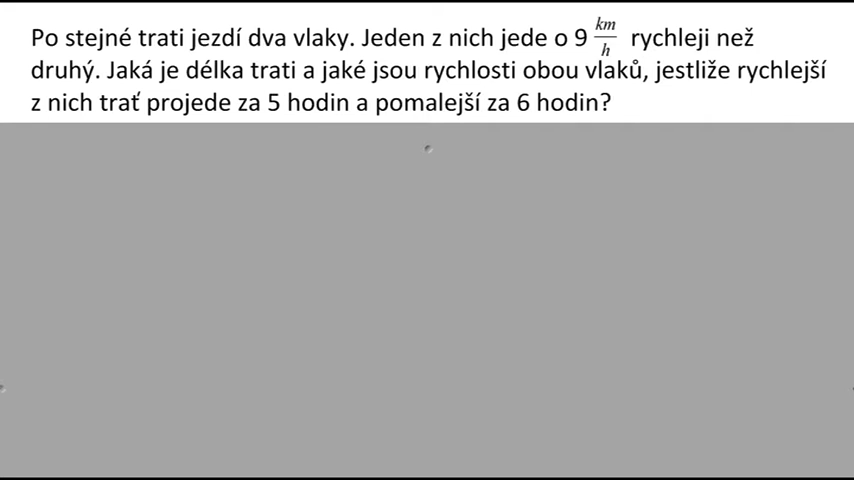 Po stejné trati jezdí dva vlaky. Jeden z nich jede o 9 km/h rychleji než
druhý. Jaká je délka trati a jaké jsou rychlosti obou vlaků, jestliže rychlejší
z nich trať projede za 5 hodin a pomalejší za 6 hodin?